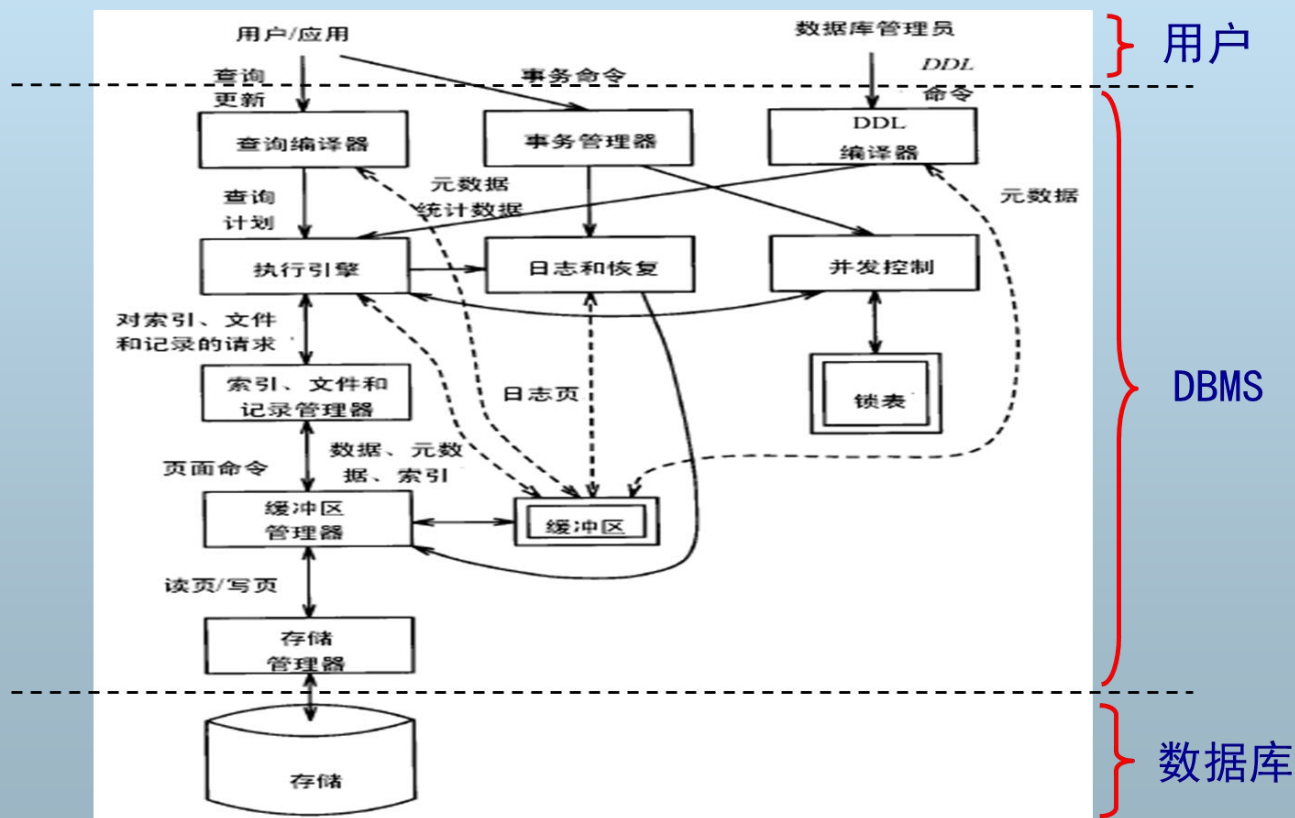 用户/应用
数据库管理员
用户
查询
更新
事务命令
DDL
命令
查询编译器
事务管理器
DDL
编译器
查询
计划
元数据
统计数据
元数据
执行引擎
日志和恢复
并发控制
对索引、文件
和记录的请求
索引、文件和
记录管理器
日志页
锁表
DBMS
页面命令
数据、元数
据、索引
缓冲区
管理器
缓冲区
读页/写页
存储
管理器
存储
数据库